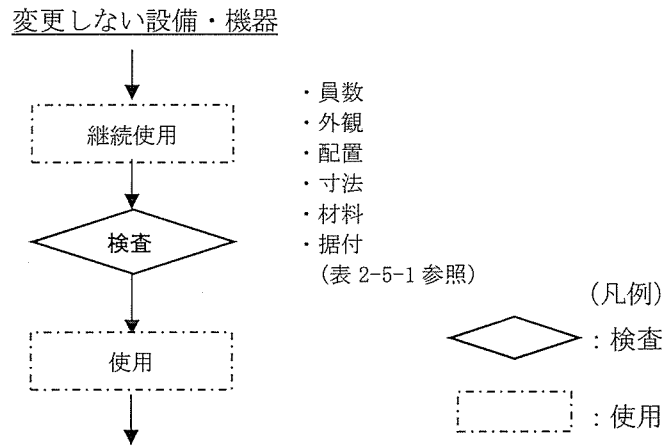 変更しない設備・機器
継続使用
検査
使用
・員数
・外観
・配置
・寸法
・材料
・据付
(表 2-5-1 参照)
(凡例)
：検査
：使用